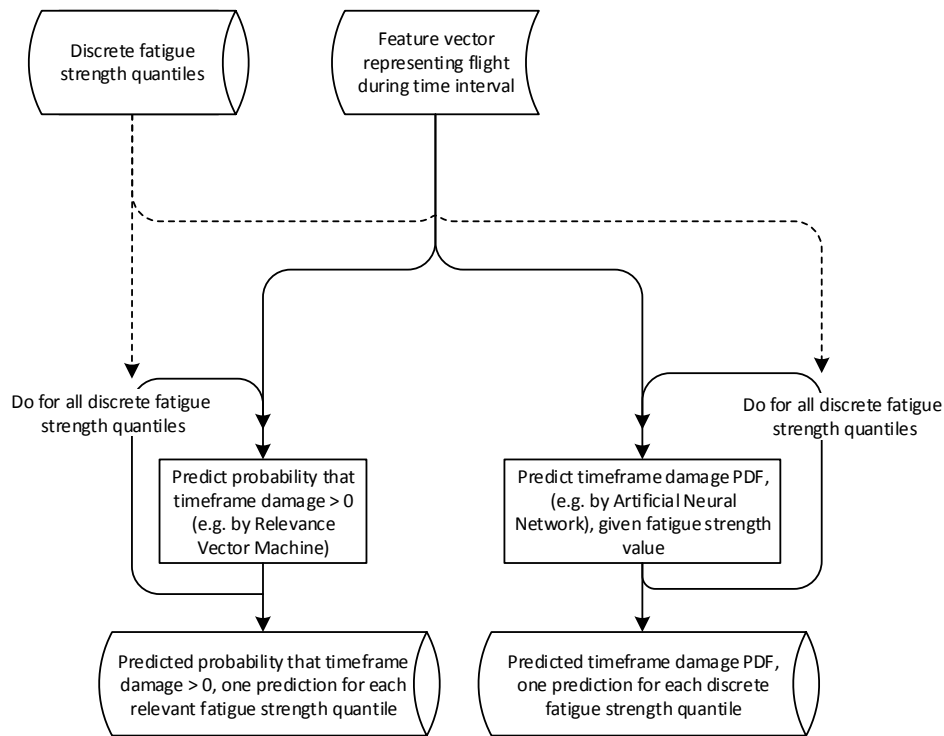 Discrete fatigue
strength quantiles
Feature vector
representing flight
during time interval
Do for all discrete fatigue
strength quantiles
Do for all discrete fatigue
strength quantiles
Predict probability that
timeframe damage > 0
(e.g. by Relevance
Vector Machine)
Predict timeframe damage PDF,
(e.g. by Artificial Neural
Network), given fatigue strength
value
Predicted probability that timeframe
damage > 0, one prediction for each
relevant fatigue strength quantile
Predicted timeframe damage PDF,
one prediction for each discrete
fatigue strength quantile